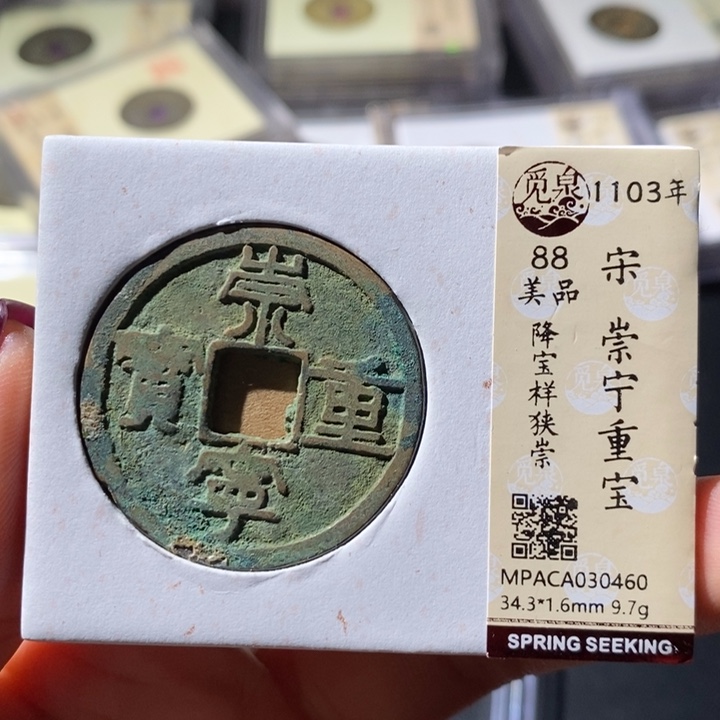 崇
重
寧
寳
觅泉
1103年
88
美品
降宝样狭崇
宋 崇宁重宝
MPACA030460
34.3*1.6mm 9.7g
SPRING SEEKING